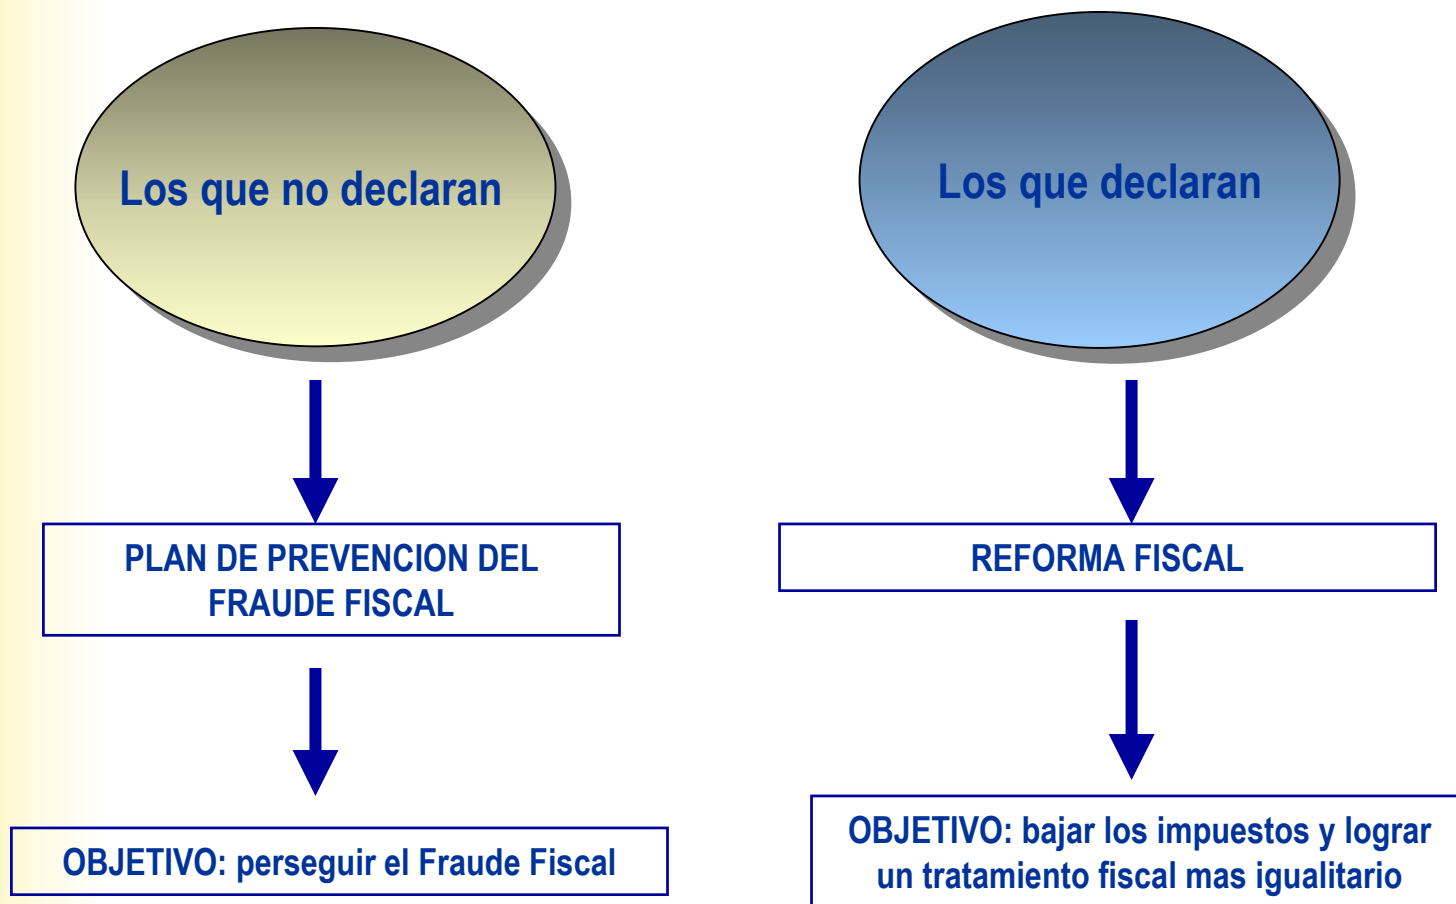 Los que no declaran
PLAN DE PREVENCION DEL
FRAUDE FISCAL
OBJETIVO: perseguir el Fraude Fiscal
Los que declaran
REFORMA FISCAL
OBJETIVO: bajar los impuestos y lograr
un tratamiento fiscal mas igualitario